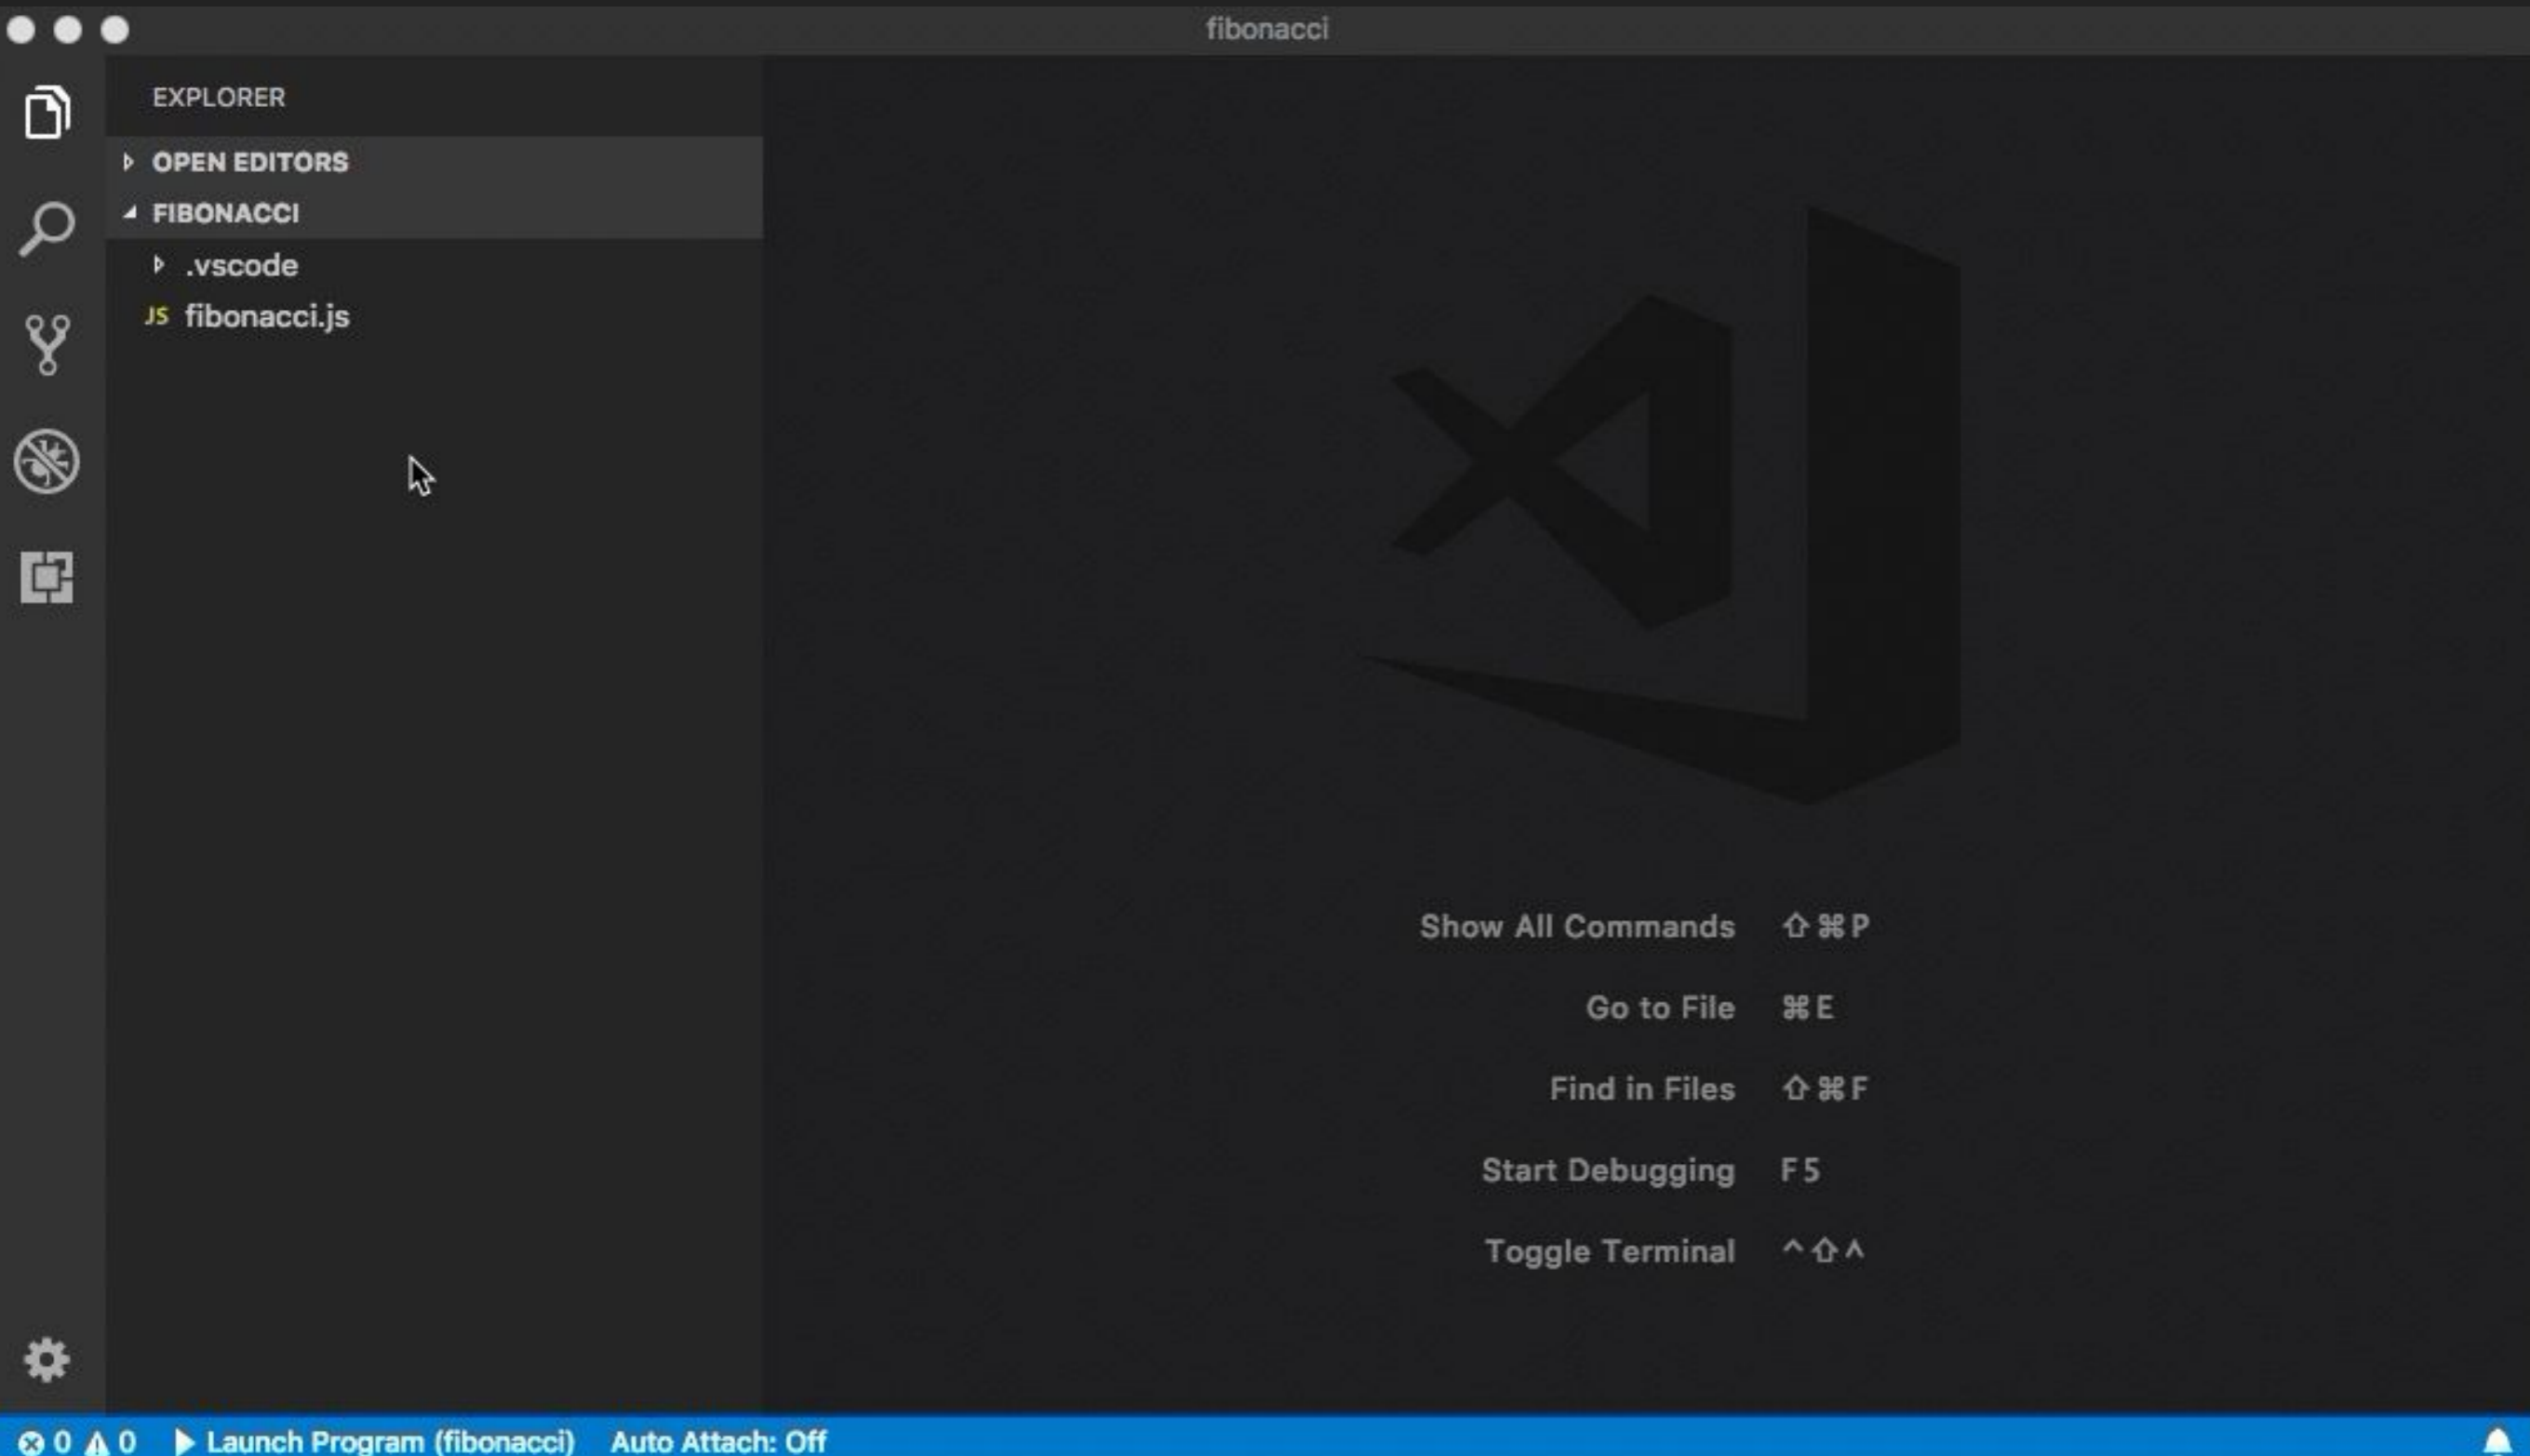 fibonacci
EXPLORER
OPEN EDITORS
FIBONACCI
.vscode
JS fibonacci.js
Show All Commands ⇧⌘P
Go to File ⌘E
Find in Files ⇧⌘F
Start Debugging F5
Toggle Terminal ^⇧^
0 0 Launch Program (fibonacci) Auto Attach: Off